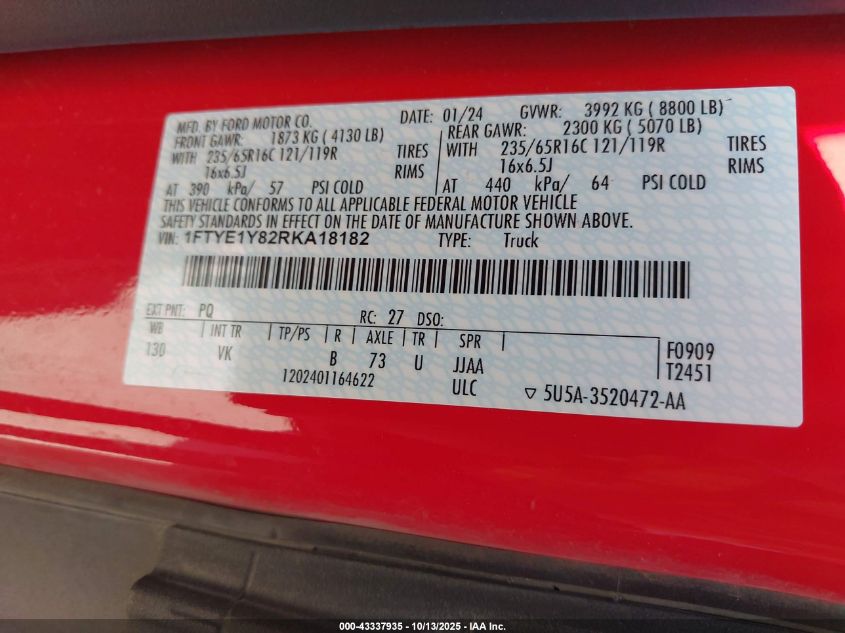 MFD. BY FORD MOTOR CO. DATE: 01/24 GVWR: 3992 KG ( 8800 LB)
FRONT GAWR: 1873 KG ( 4130 LB) REAR GAWR: 2300 KG ( 5070 LB)
WITH 235/65R16C 121/119R TIRES WITH 235/65R16C 121/119R TIRES
16x6.5J RIMS 16x6.5J RIMS
AT 390 kPa/ 57 PSI COLD AT 440 kPa/ 64 PSI COLD
THIS VEHICLE CONFORMS TO ALL APPLICABLE FEDERAL MOTOR VEHICLE
SAFETY STANDARDS IN EFFECT ON THE DATE OF MANUFACTURE SHOWN ABOVE.
VIN: 1FTYE1Y82RKA18182 TYPE: Truck
EXT PNT: PQ RC: 27 DSO:
WB INT TR TP/PS R AXLE TR SPR
130 VK B 73 U JJAA
F0909
T2451
1202401164622 ULC
5U5A-3520472-AA
000-43337935 - 10/13/2025 - IAA Inc.